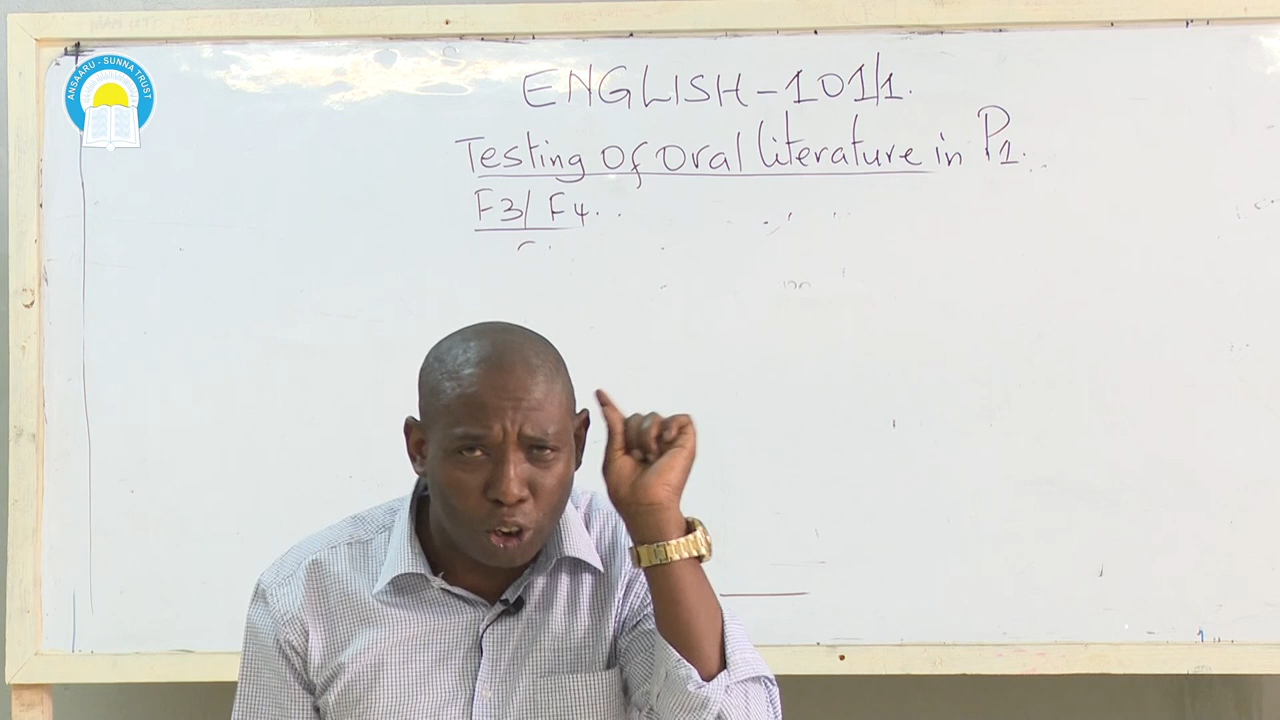 ANSAARU - SUNNA TRUST
ENGLISH - 101/1.
Testing of oral literature in P1.
F3/ F4.